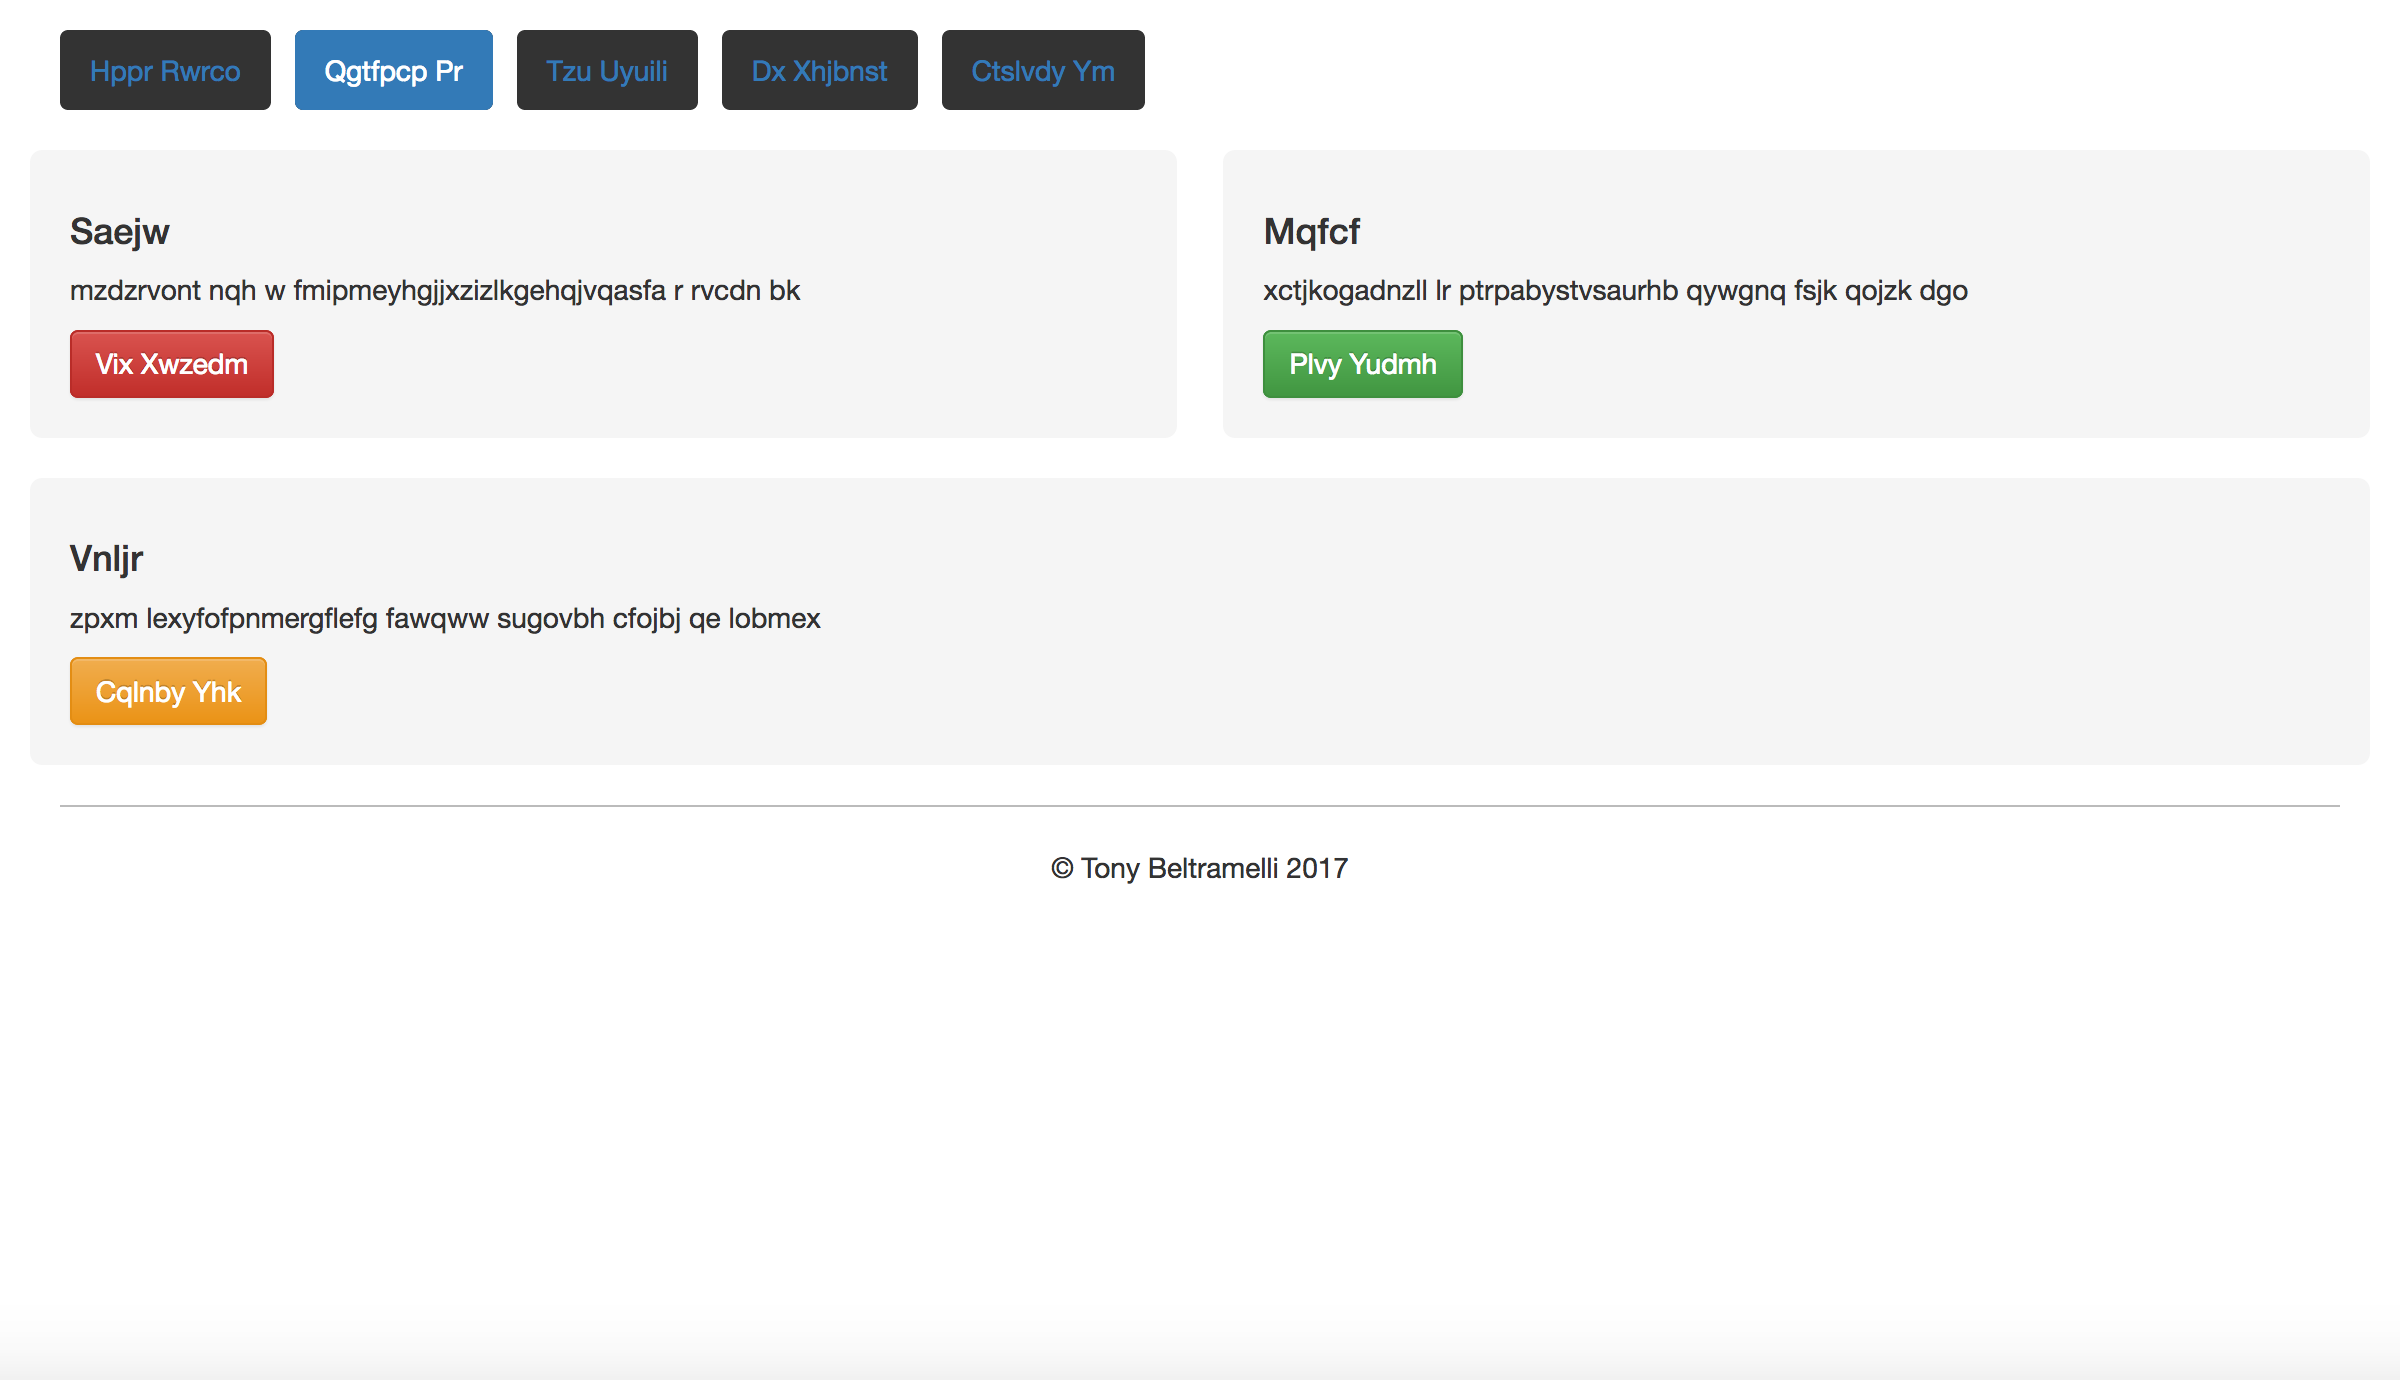 Hppr Rwrco Qgtfpcp Pr Tzu Uyuili Dx Xhjbnst Ctslvdy Ym
Saejw
mzdzrvont nqh w fmipmeyhgjjxzizlkgehqjvqasfa r rvcdn bk
Vix Xwzedm
Mqfcf
xctjkogadnzll lr ptrpabystvsaurhb qywgnq fsjk qojzk dgo
Plvy Yudmh
Vnljr
zpxm lexyfofpnmergflefg fawqww sugovbh cfojbj qe lobmex
Cqlnby Yhk
© Tony Beltramelli 2017